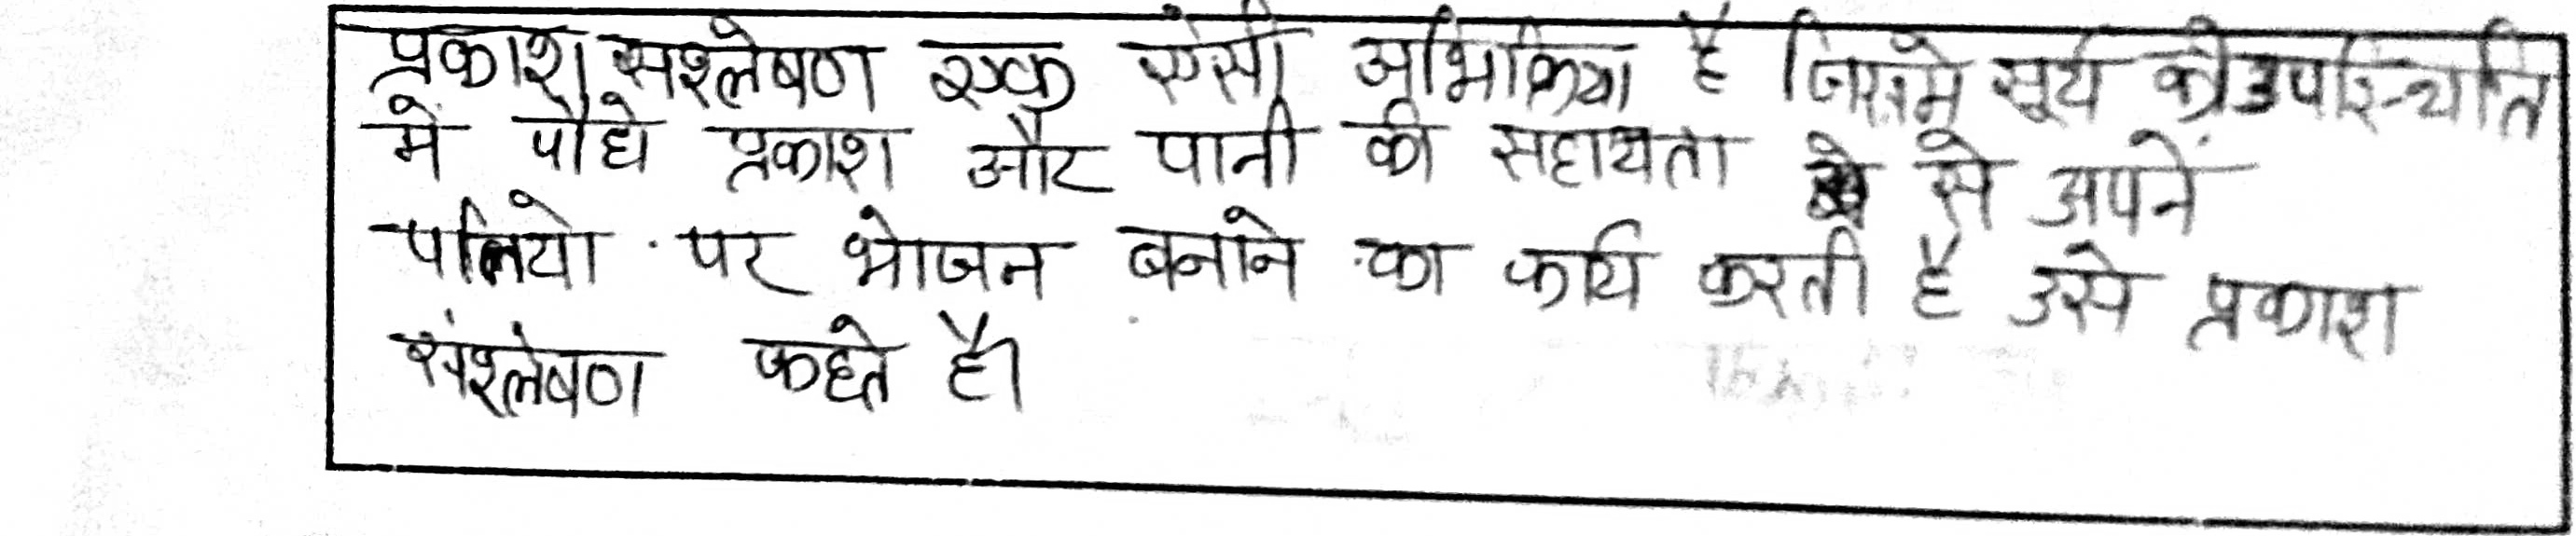 प्रकाश सश्लेषण एक ऐसी अभिक्रिया है जिसमे सूर्य की उपस्थिति
में पौधे प्रकाश और पानी की सहायता से अपनें
पत्तियो पर भोजन बनाने का कार्य करती है उसे प्रकाश
संश्लेषण कहते है।